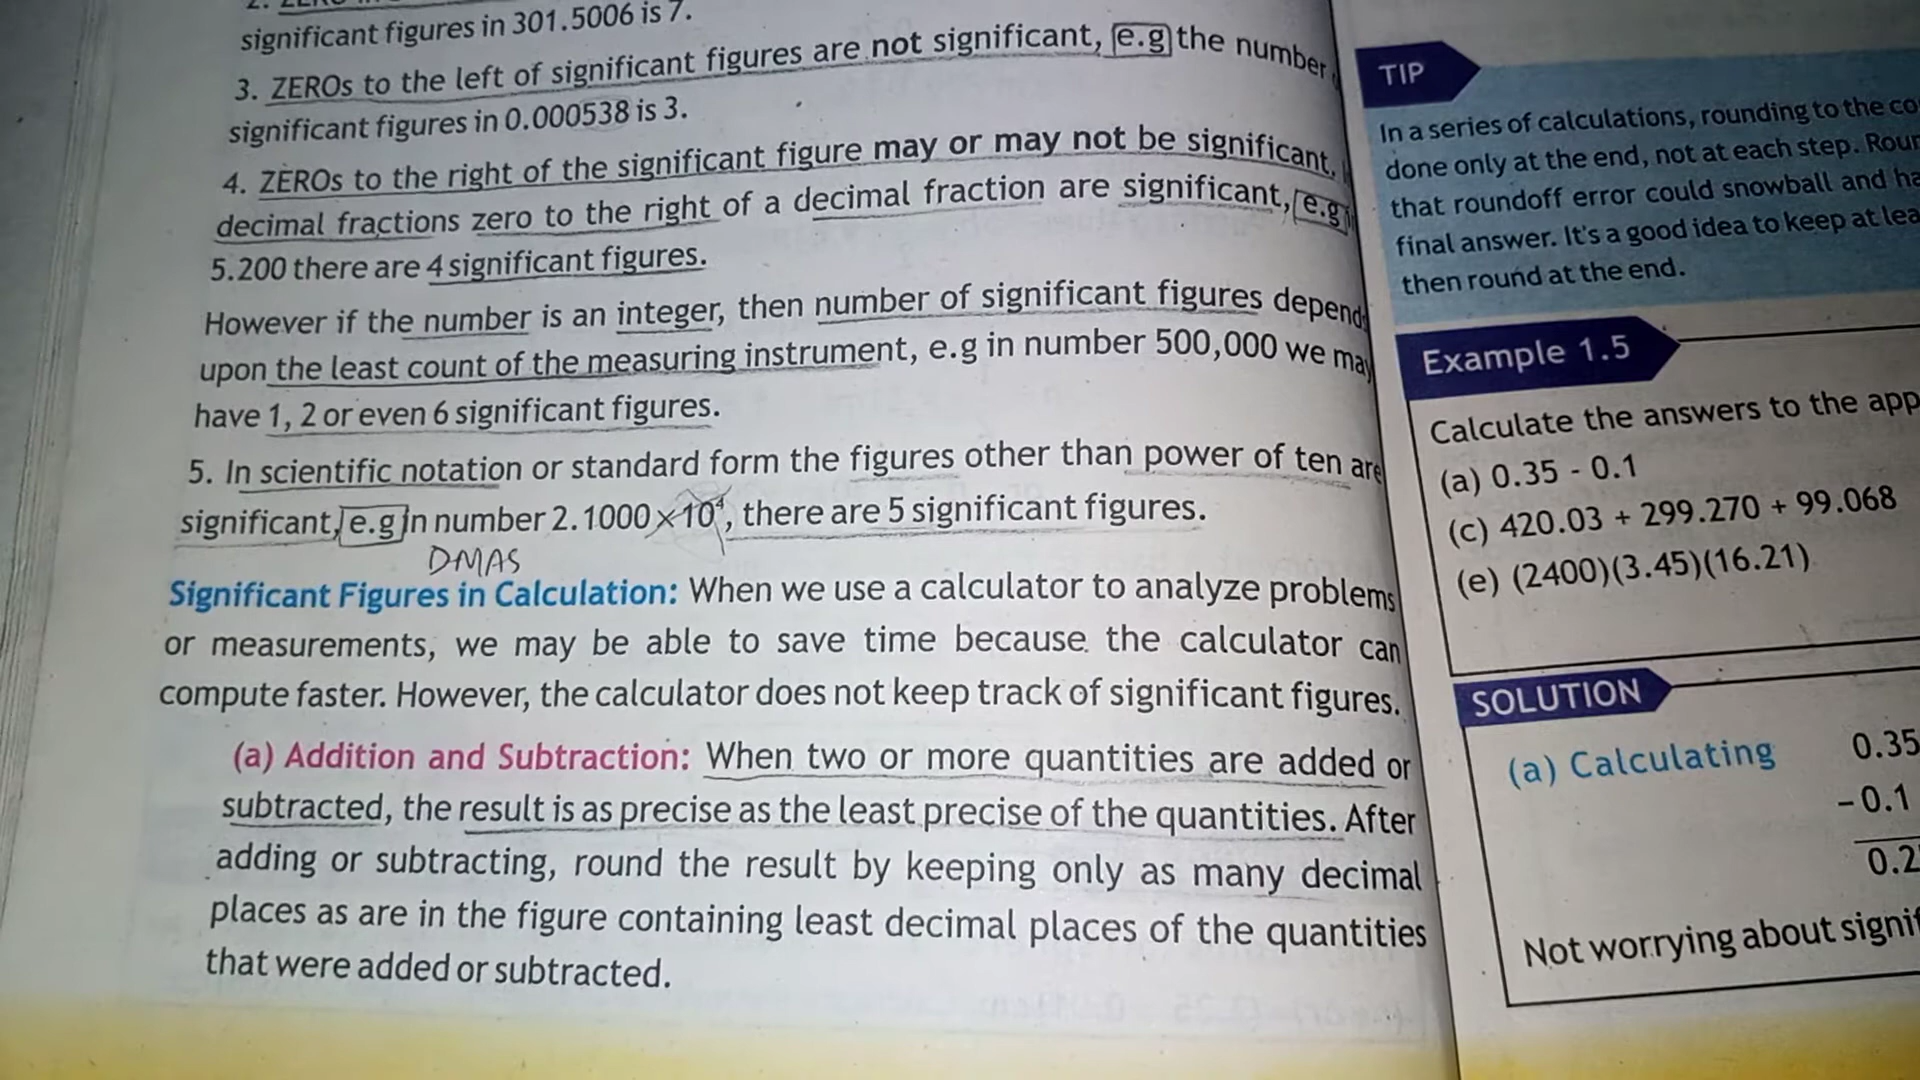 significant figures in 301.5006 is 7.
3. ZEROs to the left of significant figures are not significant, e.g the number
significant figures in 0.000538 is 3.
4. ZEROs to the right of the significant figure may or may not be significant.
decimal fractions zero to the right of a decimal fraction are significant, e.g
5.200 there are 4 significant figures.
However if the number is an integer, then number of significant figures depend
upon the least count of the measuring instrument, e.g in number 500,000 we may
have 1, 2 or even 6 significant figures.
5. In scientific notation or standard form the figures other than power of ten are
significant, e.g in number 2.1000×10⁴, there are 5 significant figures.
DMAS
Significant Figures in Calculation: When we use a calculator to analyze problems
or measurements, we may be able to save time because the calculator can
compute faster. However, the calculator does not keep track of significant figures.
(a) Addition and Subtraction: When two or more quantities are added or
subtracted, the result is as precise as the least precise of the quantities. After
adding or subtracting, round the result by keeping only as many decimal
places as are in the figure containing least decimal places of the quantities
that were added or subtracted.
TIP
In a series of calculations, rounding to the
done only at the end, not at each step.
that roundoff error could snowball and
final answer. It's a good idea to keep at
then round at the end.
Example 1.5
Calculate the answers to the
(a) 0.35 - 0.1
(c) 420.03 + 299.270 + 99.068
(e) (2400)(3.45)(16.21)
SOLUTION
(a) Calculating 0.35
-0.1
0.2
Not worrying about